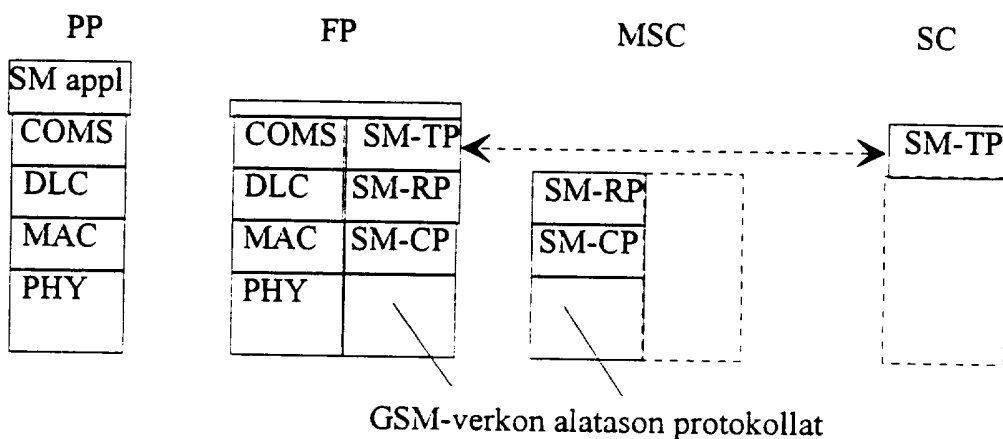 PP FP MSC SC
SM appl
COMS COMS SM-TP SM-TP
DLC DLC SM-RP SM-RP
MAC MAC SM-CP SM-CP
PHY PHY
GSM-verkon alatason protokollat